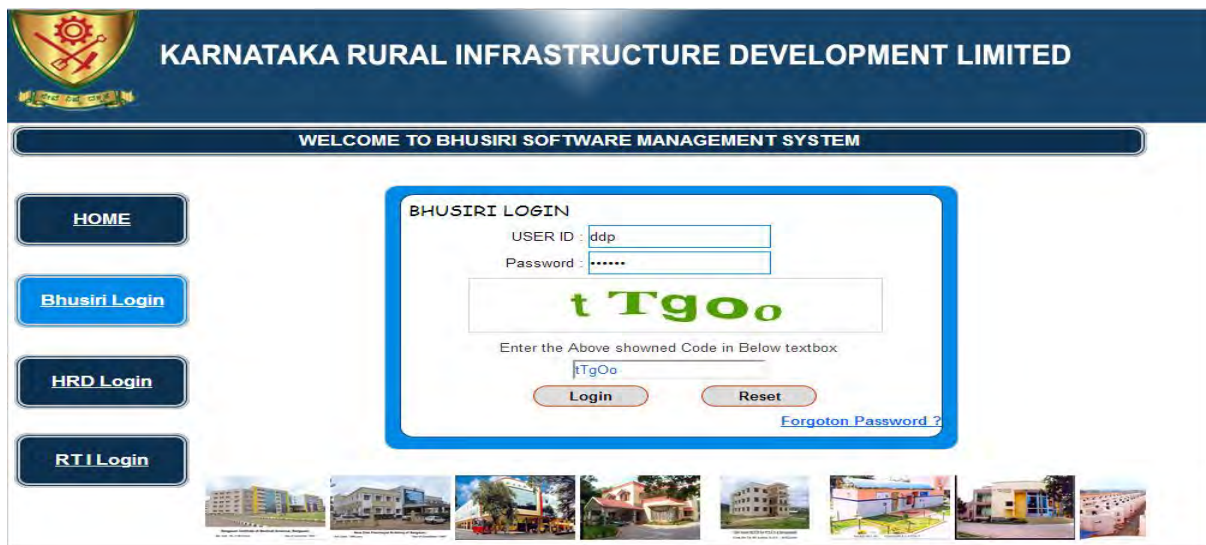 KARNATAKA RURAL INFRASTRUCTURE DEVELOPMENT LIMITED
WELCOME TO BHUSIRI SOFTWARE MANAGEMENT SYSTEM
HOME
Bhusiri Login
HRD Login
RTI Login
BHUSIRI LOGIN
USER ID : ddp
Password : ••••••
t Tgoo
Enter the Above showned Code in Below textbox
tTgOo
Login Reset
Forgoton Password ?